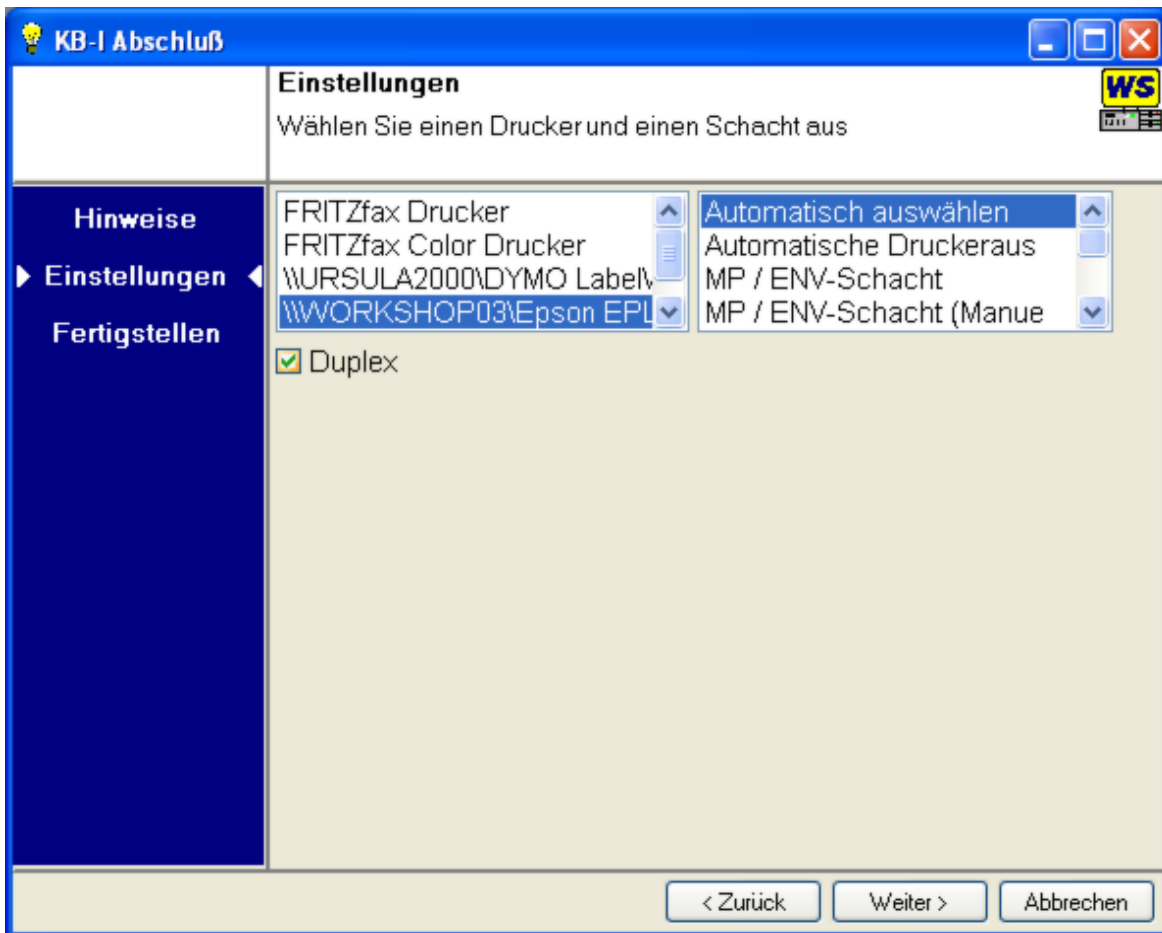 KB-I Abschluß
Einstellungen
WS
Wählen Sie einen Drucker und einen Schacht aus
Hinweise
Einstellungen
Fertigstellen
FRITZfax Drucker
FRITZfax Color Drucker
\\URSULA2000\DYMO Label
\\WORKSHOP03\Epson EPL
Automatisch auswählen
Automatische Druckeraus
MP / ENV-Schacht
MP / ENV-Schacht (Manue
Duplex
< Zurück
Weiter >
Abbrechen